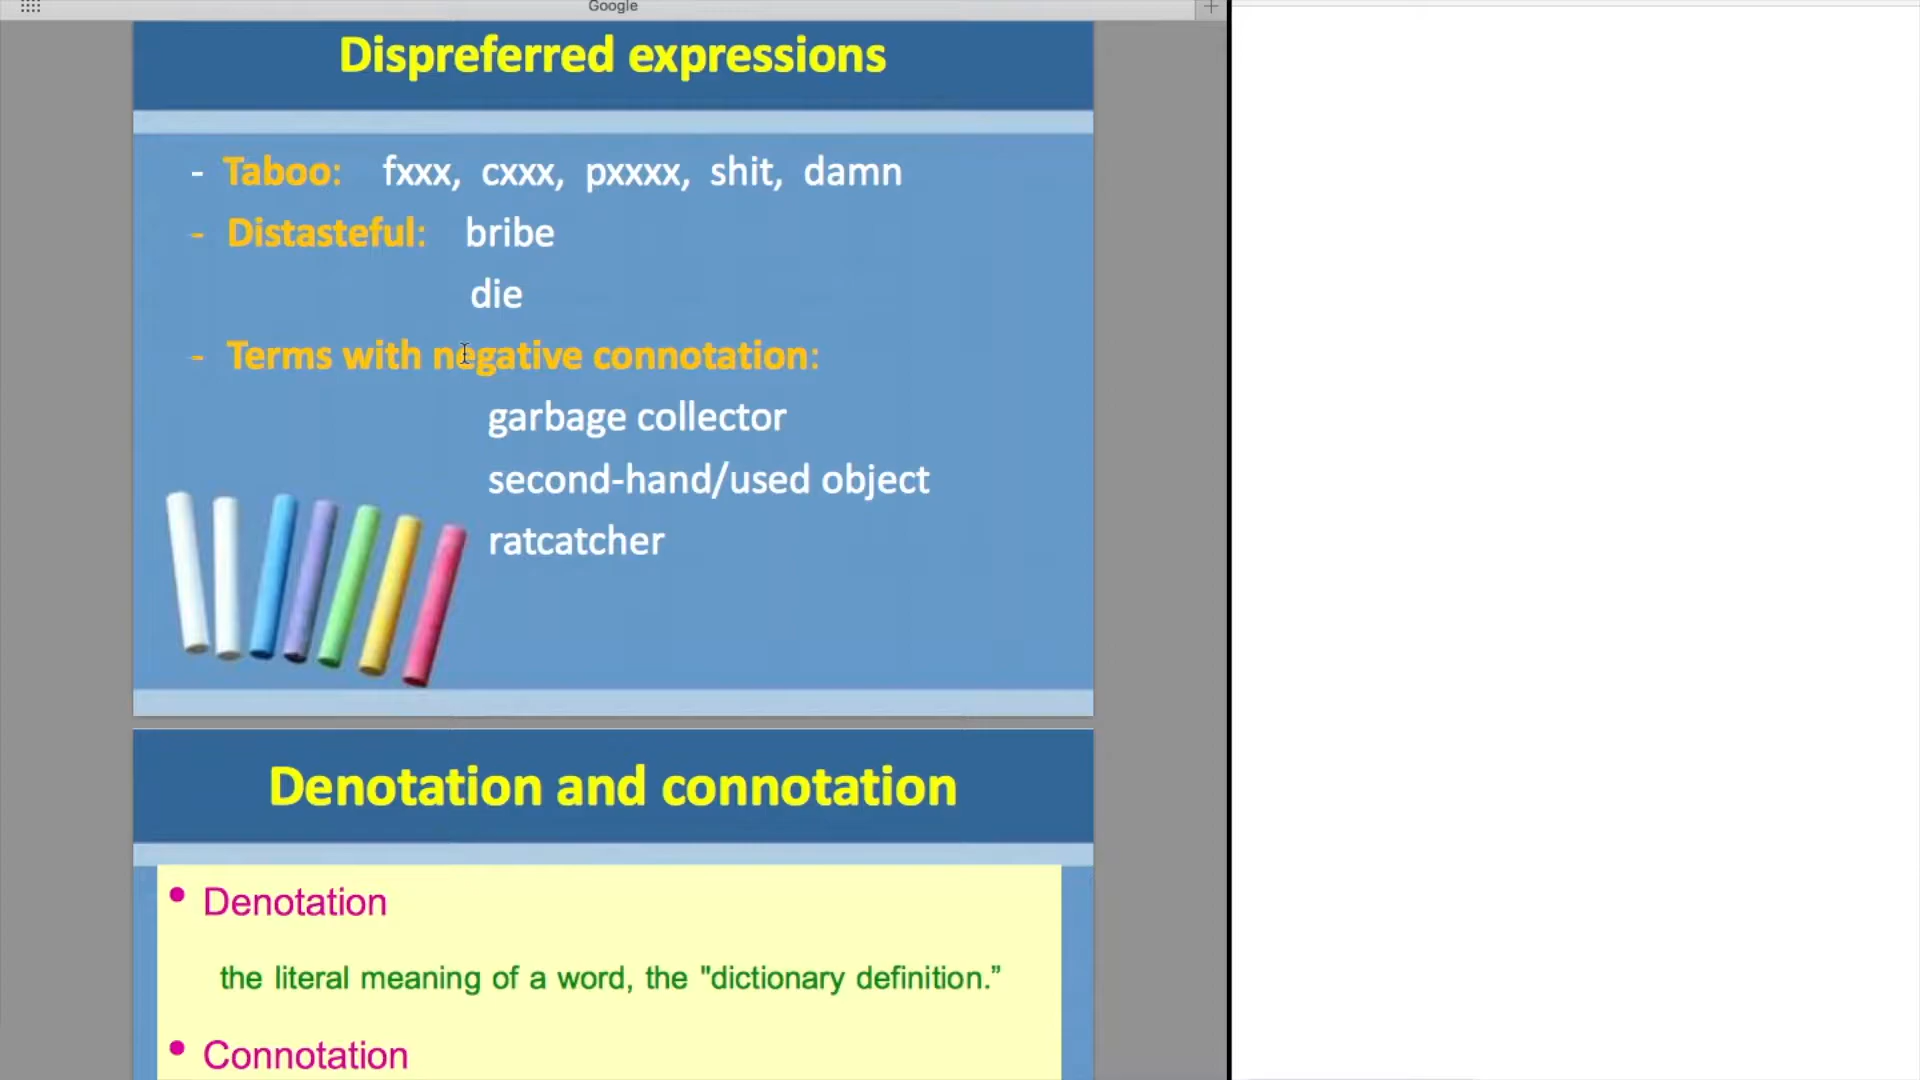 Google
Dispreferred expressions
- Taboo: fxxx, cxxx, pxxxx, shit, damn
- Distasteful: bribe
die
- Terms with negative connotation:
garbage collector
second-hand/used object
ratcatcher
Denotation and connotation
• Denotation
the literal meaning of a word, the "dictionary definition.”
• Connotation